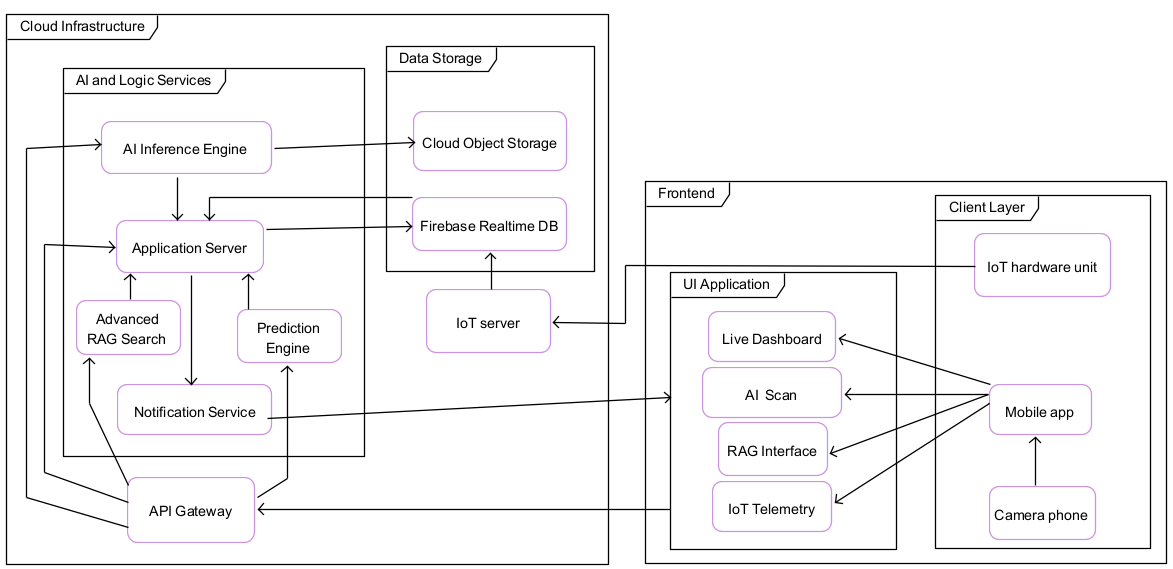 Cloud Infrastructure
Data Storage
AI and Logic Services
AI Inference Engine
Cloud Object Storage
Application Server
Firebase Realtime DB
Advanced
RAG Search
Prediction
Engine
IoT server
Notification Service
API Gateway
Frontend
Client Layer
IoT hardware unit
UI Application
Live Dashboard
AI Scan
RAG Interface
IoT Telemetry
Mobile app
Camera phone